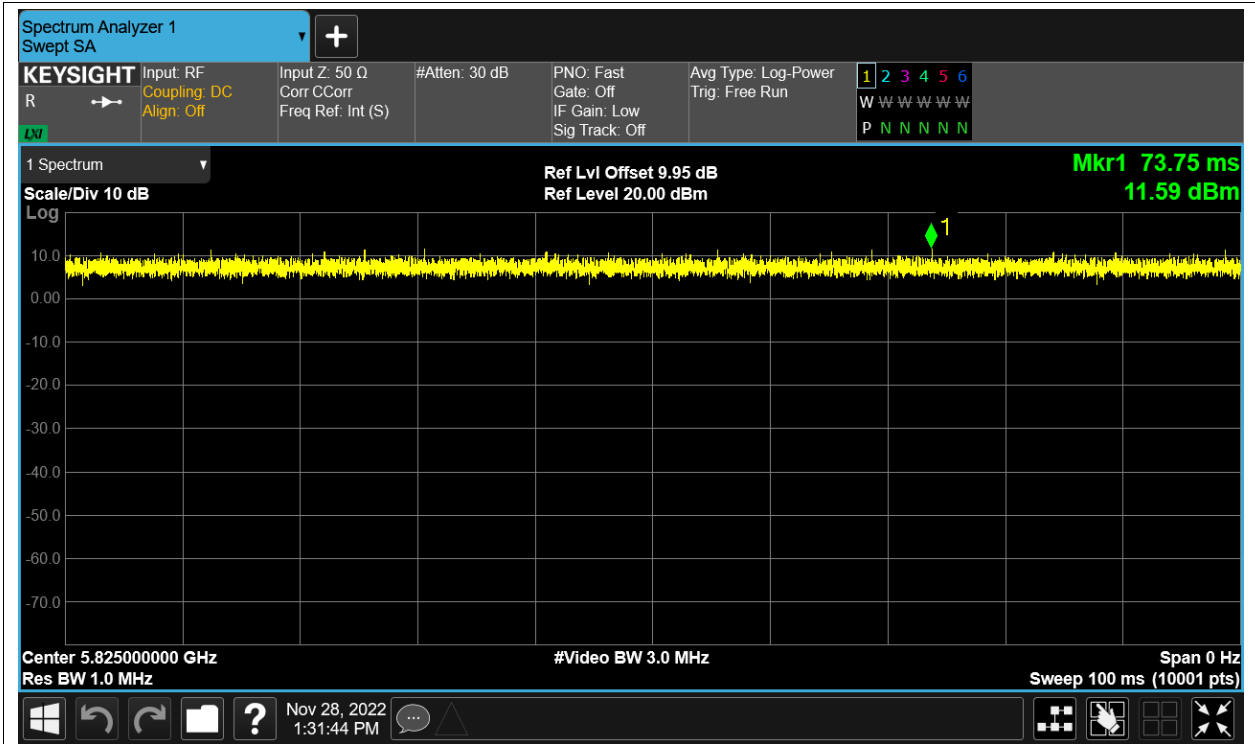 Spectrum Analyzer 1
Swept SA
KEYSIGHT
R
LXI
Input: RF
Coupling: DC
Align: Off
Input Z: 50 Ω
Corr CCorr
Freq Ref: Int (S)
#Atten: 30 dB
PNO: Fast
Gate: Off
IF Gain: Low
Sig Track: Off
Avg Type: Log-Power
Trig: Free Run
1 2 3 4 5 6
W W W W W W
P N N N N N
1 Spectrum
Scale/Div 10 dB
Log
Ref Lvl Offset 9.95 dB
Ref Level 20.00 dBm
Mkr1 73.75 ms
11.59 dBm
1
10.0
0.00
-10.0
-20.0
-30.0
-40.0
-50.0
-60.0
-70.0
Center 5.825000000 GHz
Res BW 1.0 MHz
#Video BW 3.0 MHz
Span 0 Hz
Sweep 100 ms (10001 pts)
?
Nov 28, 2022
1:31:44 PM